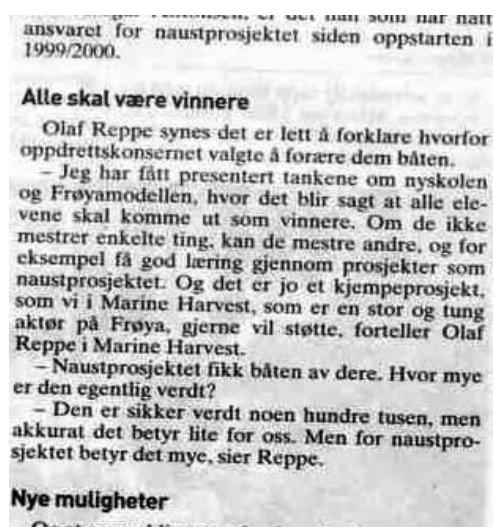 er det han som har hatt
ansvaret for naustprosjektet siden oppstarten i
1999/2000.
Alle skal være vinnere
Olaf Reppe synes det er lett å forklare hvorfor
oppdrettskonsernet valgte å forære dem båten.
– Jeg har fått presentert tankene om nyskolen
og Frøyamodellen, hvor det blir sagt at alle ele-
vene skal komme ut som vinnere. Om de ikke
mestrer enkelte ting, kan de mestre andre, og for
eksempel få god læring gjennom prosjekter som
naustprosjektet. Og det er jo et kjempeprosjekt,
som vi i Marine Harvest, som er en stor og tung
aktør på Frøya, gjerne vil støtte, forteller Olaf
Reppe i Marine Harvest.
– Naustprosjektet fikk båten av dere. Hvor mye
er den egentlig verdt?
– Den er sikker verdt noen hundre tusen, men
akkurat det betyr lite for oss. Men for naustpro-
sjektet betyr det mye, sier Reppe.
Nye muligheter